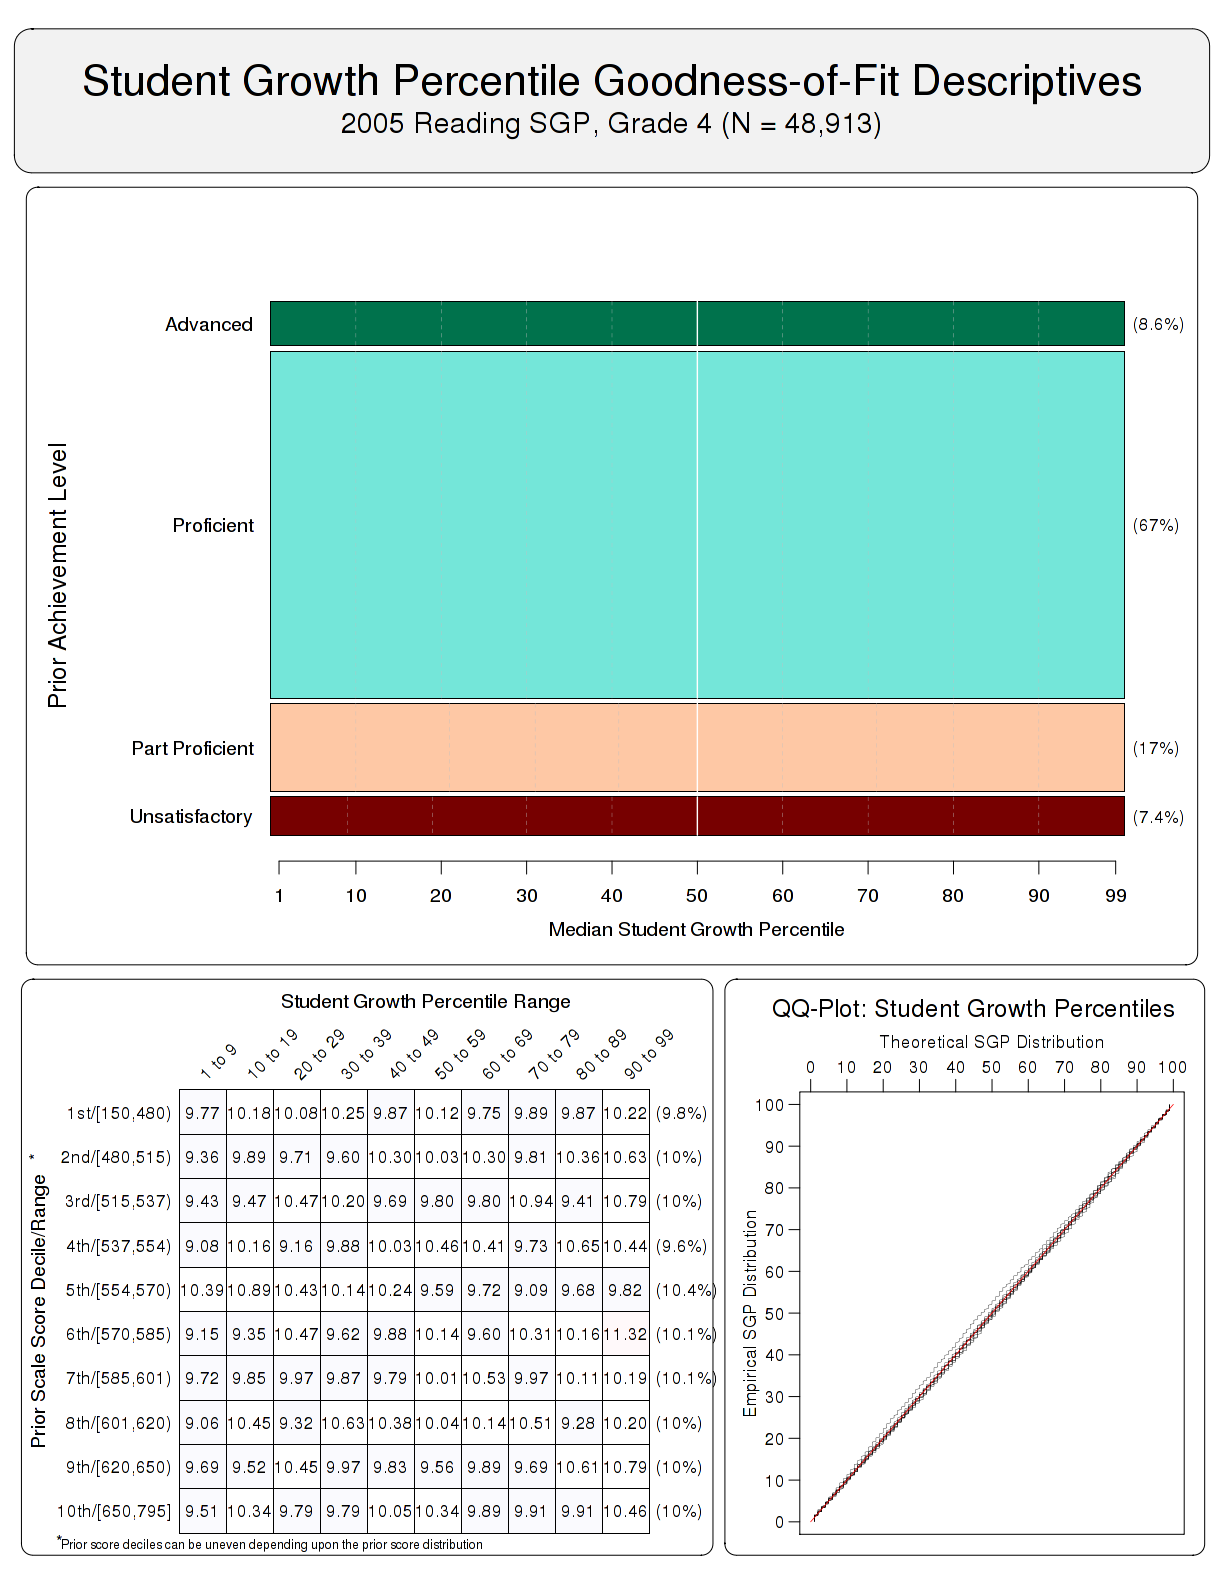 Student Growth Percentile Goodness-of-Fit Descriptives
2005 Reading SGP, Grade 4 (N = 48,913)
Prior Achievement Level
Advanced (8.6%)
Proficient (67%)
Part Proficient (17%)
Unsatisfactory (7.4%)
1 10 20 30 40 50 60 70 80 90 99
Median Student Growth Percentile
Student Growth Percentile Range
1 to 9 10 to 19 20 to 29 30 to 39 40 to 49 50 to 59 60 to 69 70 to 79 80 to 89 90 to 99
Prior Scale Score Decile/Range *
1st/[150,480) 9.77 10.18 10.08 10.25 9.87 10.12 9.75 9.89 9.87 10.22 (9.8%)
2nd/[480,515) 9.36 9.89 9.71 9.60 10.30 10.03 10.30 9.81 10.36 10.63 (10%)
3rd/[515,537) 9.43 9.47 10.47 10.20 9.69 9.80 9.80 10.94 9.41 10.79 (10%)
4th/[537,554) 9.08 10.16 9.16 9.88 10.03 10.46 10.41 9.73 10.65 10.44 (9.6%)
5th/[554,570) 10.39 10.89 10.43 10.14 10.24 9.59 9.72 9.09 9.68 9.82 (10.4%)
6th/[570,585) 9.15 9.35 10.47 9.62 9.88 10.14 9.60 10.31 10.16 11.32 (10.1%)
7th/[585,601) 9.72 9.85 9.97 9.87 9.79 10.01 10.53 9.97 10.11 10.19 (10.1%)
8th/[601,620) 9.06 10.45 9.32 10.63 10.38 10.04 10.14 10.51 9.28 10.20 (10%)
9th/[620,650) 9.69 9.52 10.45 9.97 9.83 9.56 9.89 9.69 10.61 10.79 (10%)
10th/[650,795] 9.51 10.34 9.79 9.79 10.05 10.34 9.89 9.91 9.91 10.46 (10%)
*Prior score deciles can be uneven depending upon the prior score distribution
QQ-Plot: Student Growth Percentiles
Theoretical SGP Distribution
0 10 20 30 40 50 60 70 80 90 100
Empirical SGP Distribution
100
90
80
70
60
50
40
30
20
10
0